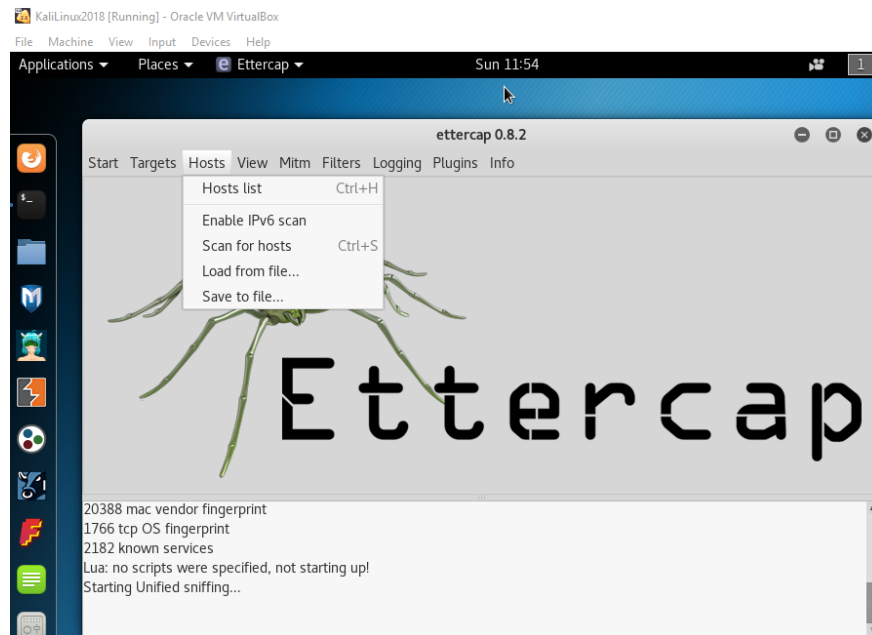 KaliLinux2018 [Running] - Oracle VM VirtualBox
File Machine View Input Devices Help
Applications Places Ettercap Sun 11:54 1
ettercap 0.8.2
Start Targets Hosts View Mitm Filters Logging Plugins Info
Hosts list Ctrl+H
Enable IPv6 scan
Scan for hosts Ctrl+S
Load from file...
Save to file...
Ettercap
20388 mac vendor fingerprint
1766 tcp OS fingerprint
2182 known services
Lua: no scripts were specified, not starting up!
Starting Unified sniffing...